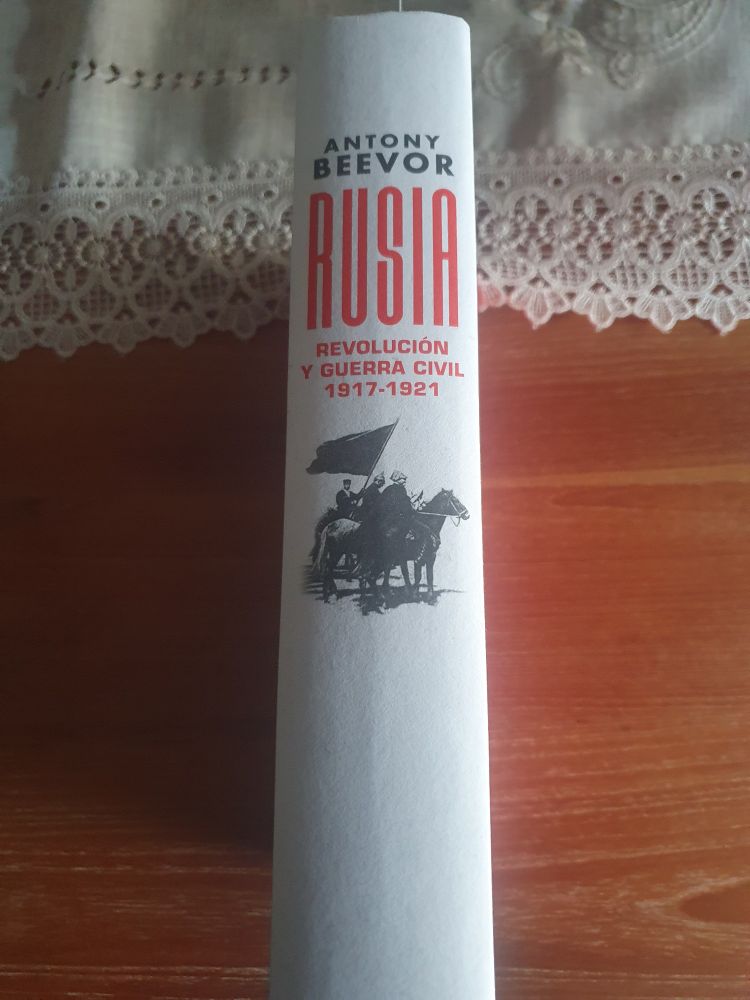 ANTONY
BEEVOR
RUSIA
REVOLUCIÓN
Y GUERRA CIVIL
1917-1921